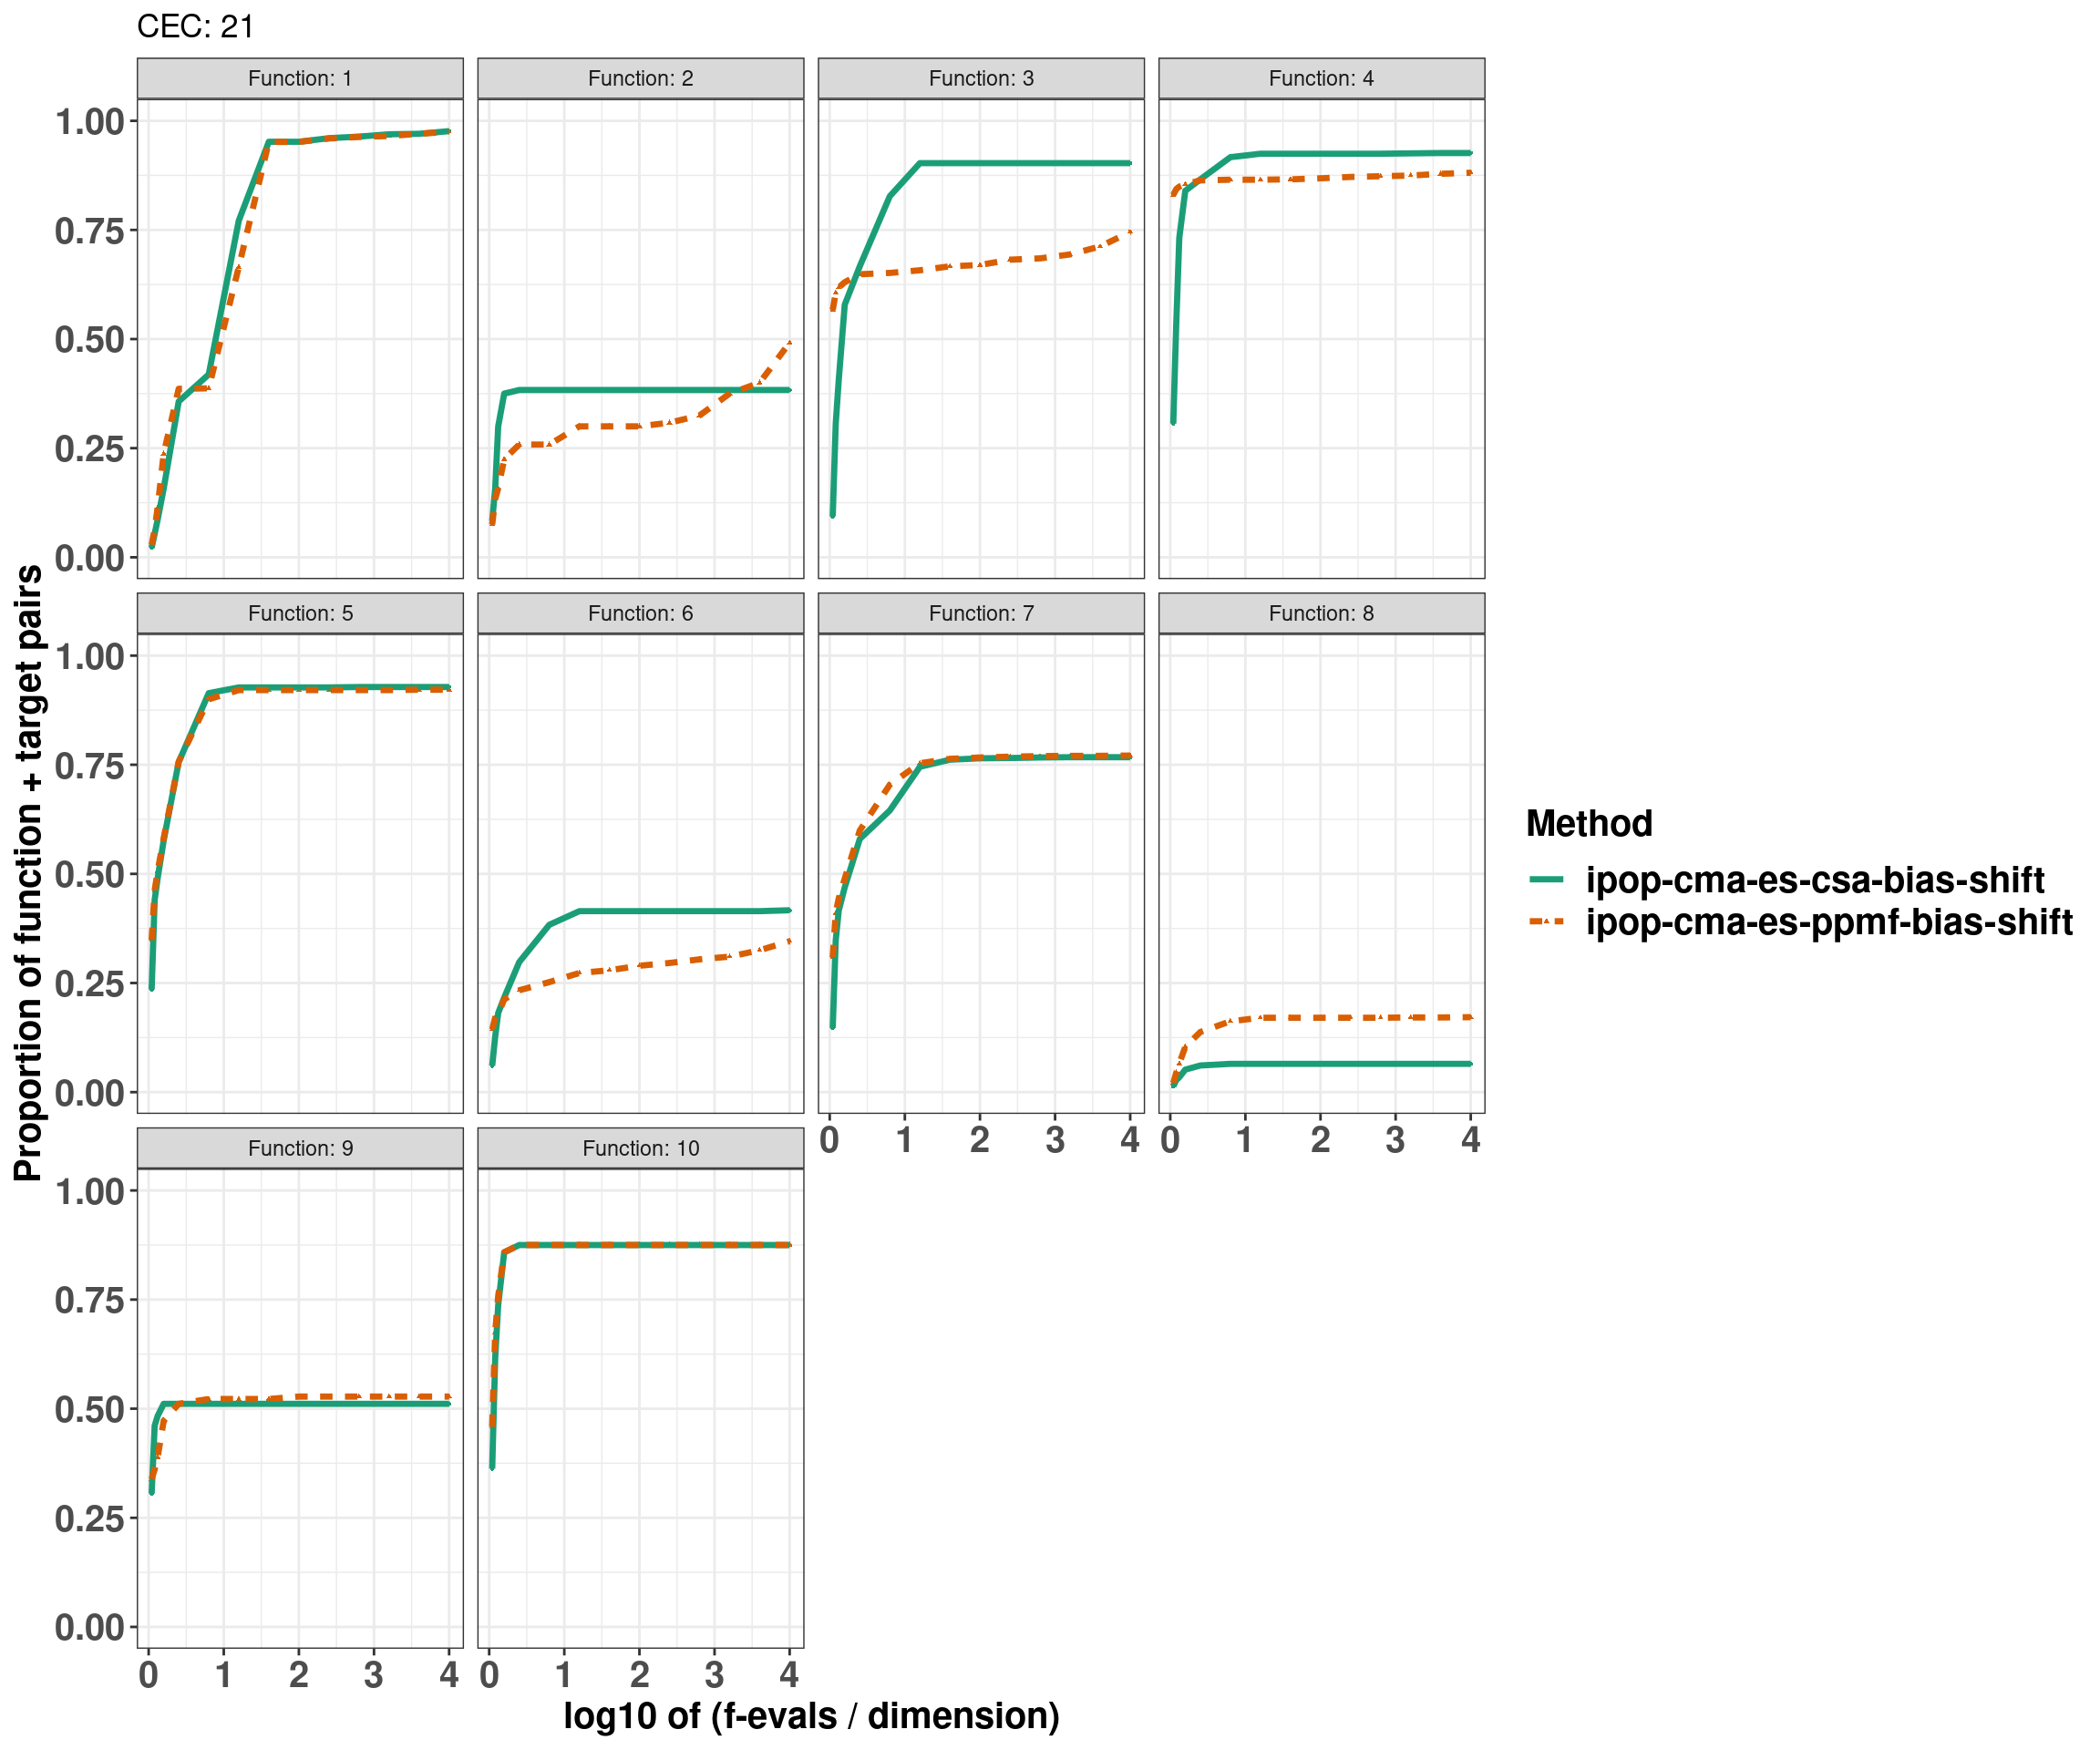 CEC: 21
Function: 1
Function: 2
Function: 3
Function: 4
1.00
0.75
0.50
0.25
0.00
Function: 5
Function: 6
Function: 7
Function: 8
1.00
0.75
0.50
0.25
0.00
0 1 2 3 4
0 1 2 3 4
Function: 9
Function: 10
1.00
0.75
0.50
0.25
0.00
0 1 2 3 4
0 1 2 3 4
log10 of (f-evals / dimension)
Proportion of function + target pairs
Method
ipop-cma-es-csa-bias-shift
ipop-cma-es-ppmf-bias-shift